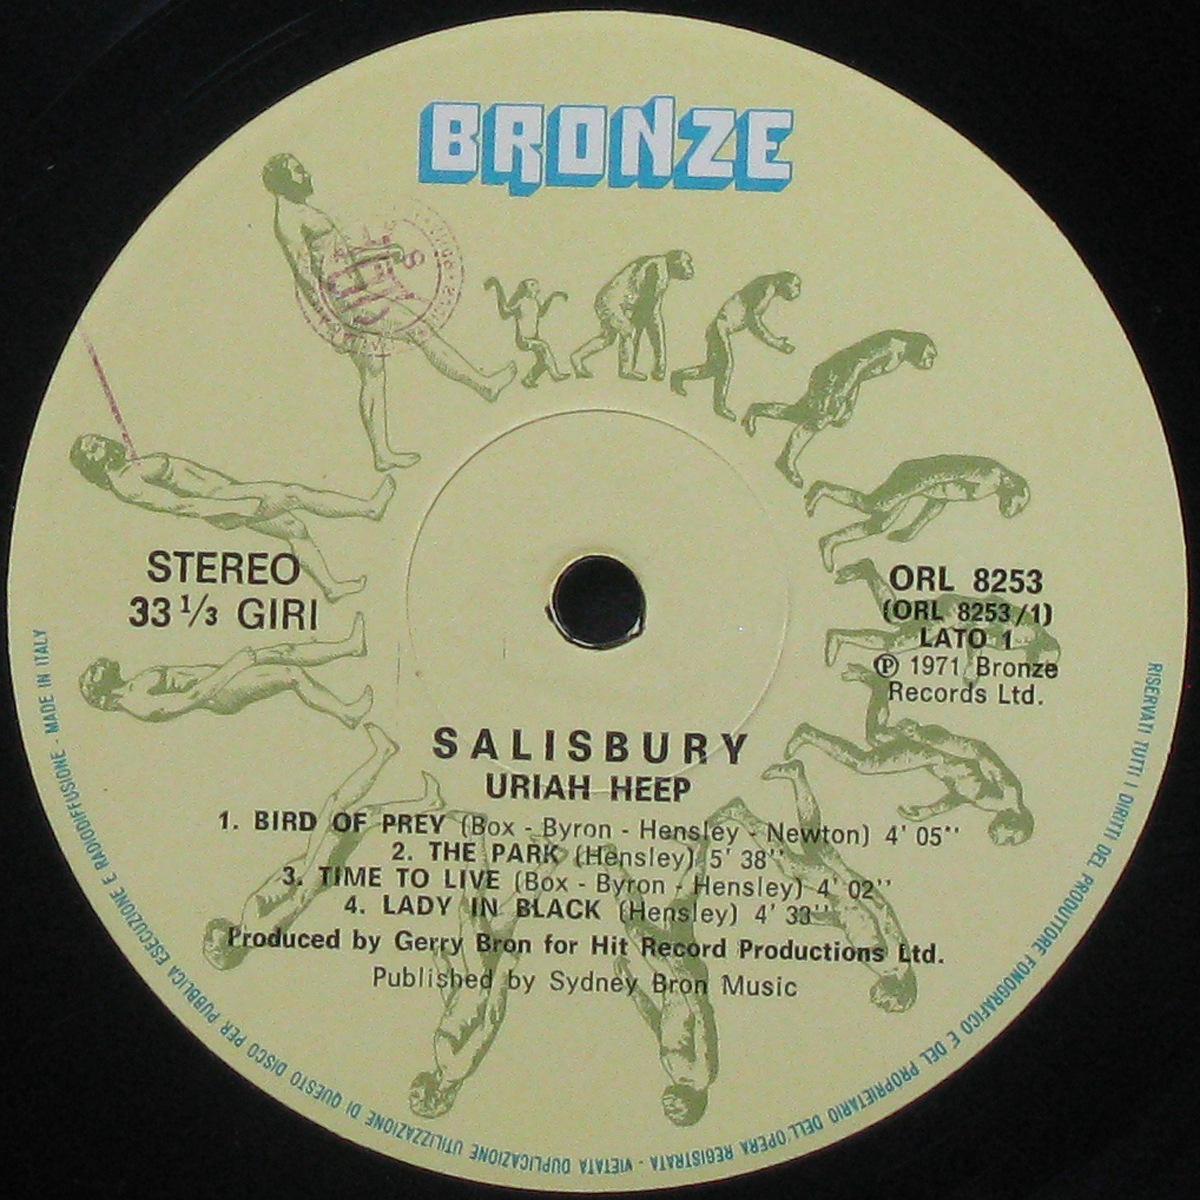 BRONZE
STEREO
33 1/3 GIRI
ORL 8253
(ORL 8253/1)
LATO 1
℗ 1971 Bronze
Records Ltd.
SALISBURY
URIAH HEEP
1. BIRD OF PREY (Box - Byron - Hensley - Newton) 4' 05''
2. THE PARK (Hensley) 5' 38''
3. TIME TO LIVE (Box - Byron - Hensley) 4' 02''
4. LADY IN BLACK (Hensley) 4' 33''
Produced by Gerry Bron for Hit Record Productions Ltd.
Published by Sydney Bron Music
RISERVATI TUTTI I DIRITTI DEL PRODUTTORE FONOGRAFICO E DEL PROPRIETARIO DELL'OPERA REGISTRATA - VIETATA DUPLICAZIONE UTILIZZAZIONE DI QUESTO DISCO PER PUBBLICA ESECUZIONE E RADIODIFFUSIONE - MADE IN ITALY